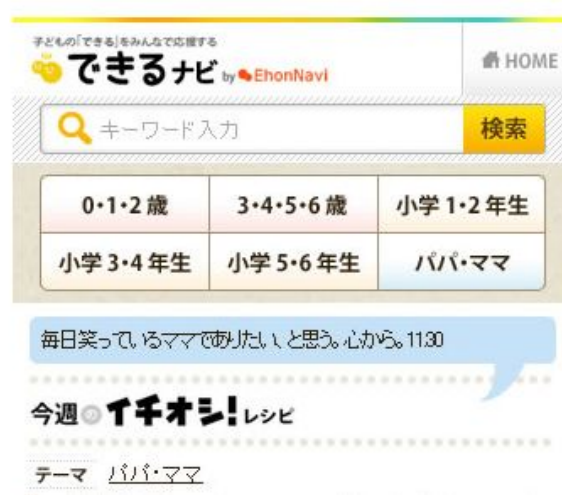 子どもの「できる」をみんなで応援する
できるナビ by EhonNavi
HOME
キーワード入力
検索
0・1・2歳
3・4・5・6歳
小学1・2年生
小学3・4年生
小学5・6年生
パパ・ママ
毎日笑っているママでありたい、と思う。心から。11.30
今週のイチオシ!レシピ
テーマ パパ・ママ